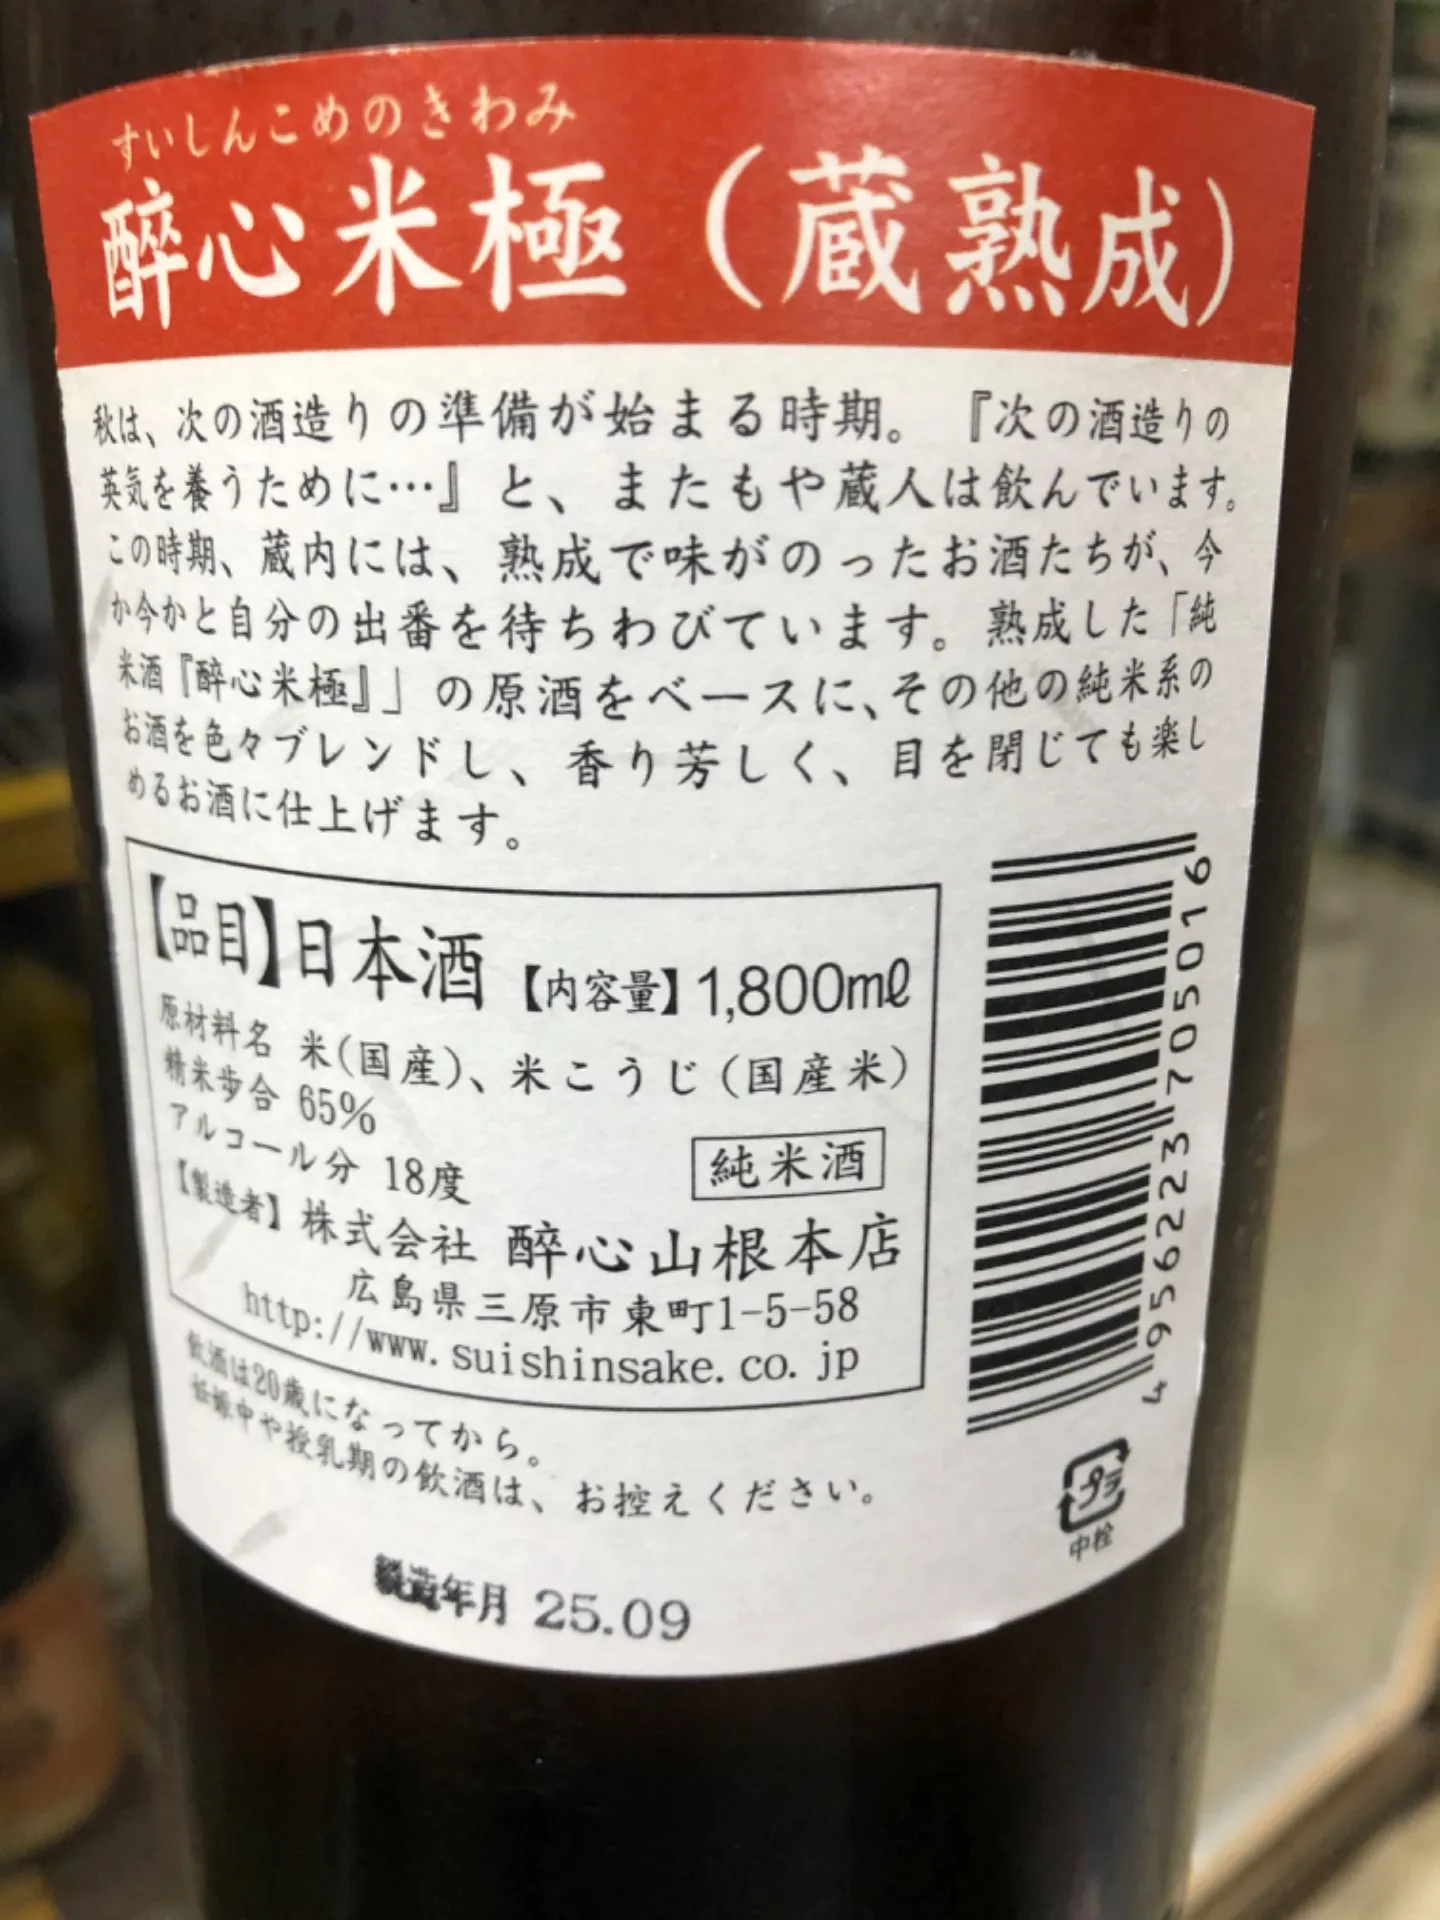 すいしんこめのきわみ
醉心米極（蔵熟成）
秋は、次の酒造りの準備が始まる時期。『次の酒造りの
英気を養うために…』と、またもや蔵人は飲んでいます。
この時期、蔵内には、熟成で味がのったお酒たちが、今
か今かと自分の出番を待ちわびています。熟成した「純
米酒『醉心米極』」の原酒をベースに、その他の純米系の
お酒を色々ブレンドし、香り芳しく、目を閉じても楽し
めるお酒に仕上げます。
【品目】日本酒 【内容量】1,800mℓ
原材料名 米(国産)、米こうじ(国産米)
精米歩合 65%
アルコール分 18度
純米酒
【製造者】株式会社 醉心山根本店
広島県三原市東町1-5-58
http://www.suishinsake.co.jp
飲酒は20歳になってから。
妊娠中や授乳期の飲酒は、お控えください。
製造年月 25.09
4 956223 705016
プラ
中栓